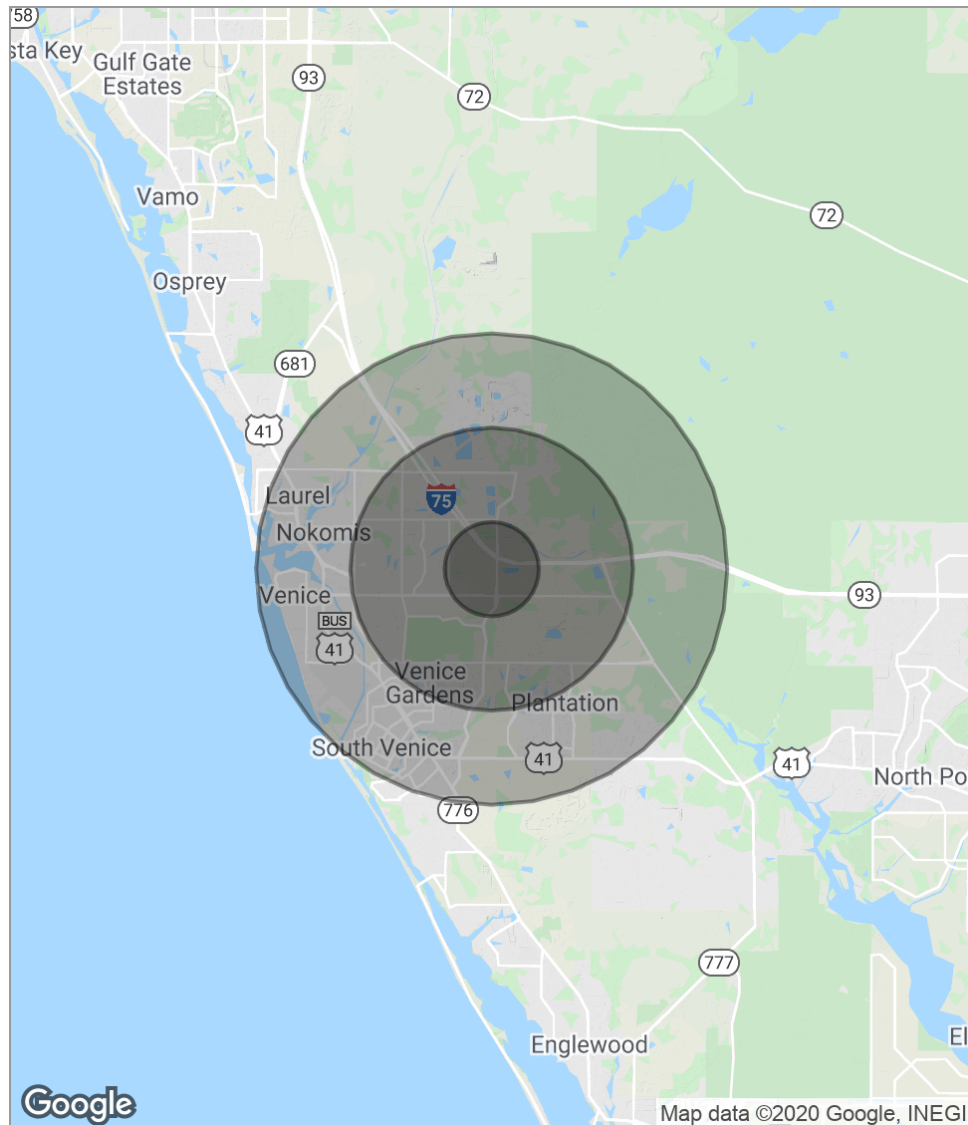 758
sta Key
Gulf Gate
Estates
93
72
Vamo
72
Osprey
681
41
Laurel
75
Nokomis
Venice
93
BUS
41
Venice
Gardens
Plantation
South Venice
41
41
North Po
776
777
Englewood
El
Google
Map data ©2020 Google, INEGI